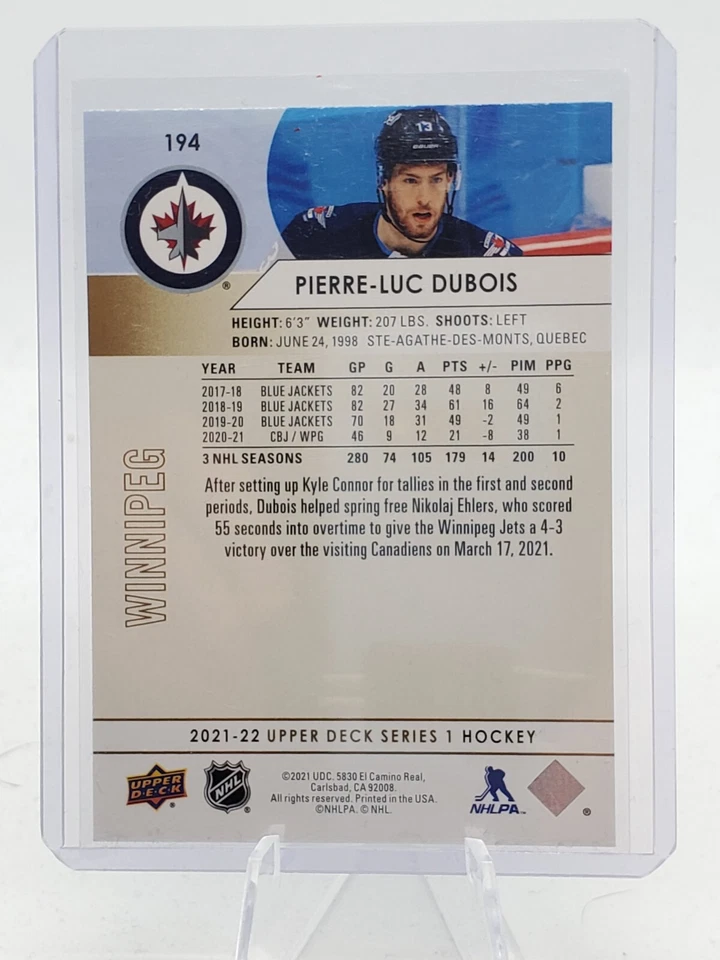 194
13
PIERRE-LUC DUBOIS
HEIGHT: 6'3" WEIGHT: 207 LBS. SHOOTS: LEFT
BORN: JUNE 24, 1998 STE-AGATHE-DES-MONTS, QUEBEC
YEAR TEAM GP G A PTS +/- PIM PPG
2017-18 BLUE JACKETS 82 20 28 48 8 49 6
2018-19 BLUE JACKETS 82 27 34 61 16 64 2
2019-20 BLUE JACKETS 70 18 31 49 -2 49 1
2020-21 CBJ / WPG 46 9 12 21 -8 38 1
3 NHL SEASONS 280 74 105 179 14 200 10
WINNIPEG
After setting up Kyle Connor for tallies in the first and second
periods, Dubois helped spring free Nikolaj Ehlers, who scored
55 seconds into overtime to give the Winnipeg Jets a 4-3
victory over the visiting Canadiens on March 17, 2021.
2021-22 UPPER DECK SERIES 1 HOCKEY
UPPER DECK ®
NHL ®
©2021 UDC. 5830 El Camino Real,
Carlsbad, CA 92008.
All rights reserved. Printed in the USA.
©NHLPA. © NHL.
NHLPA™
®